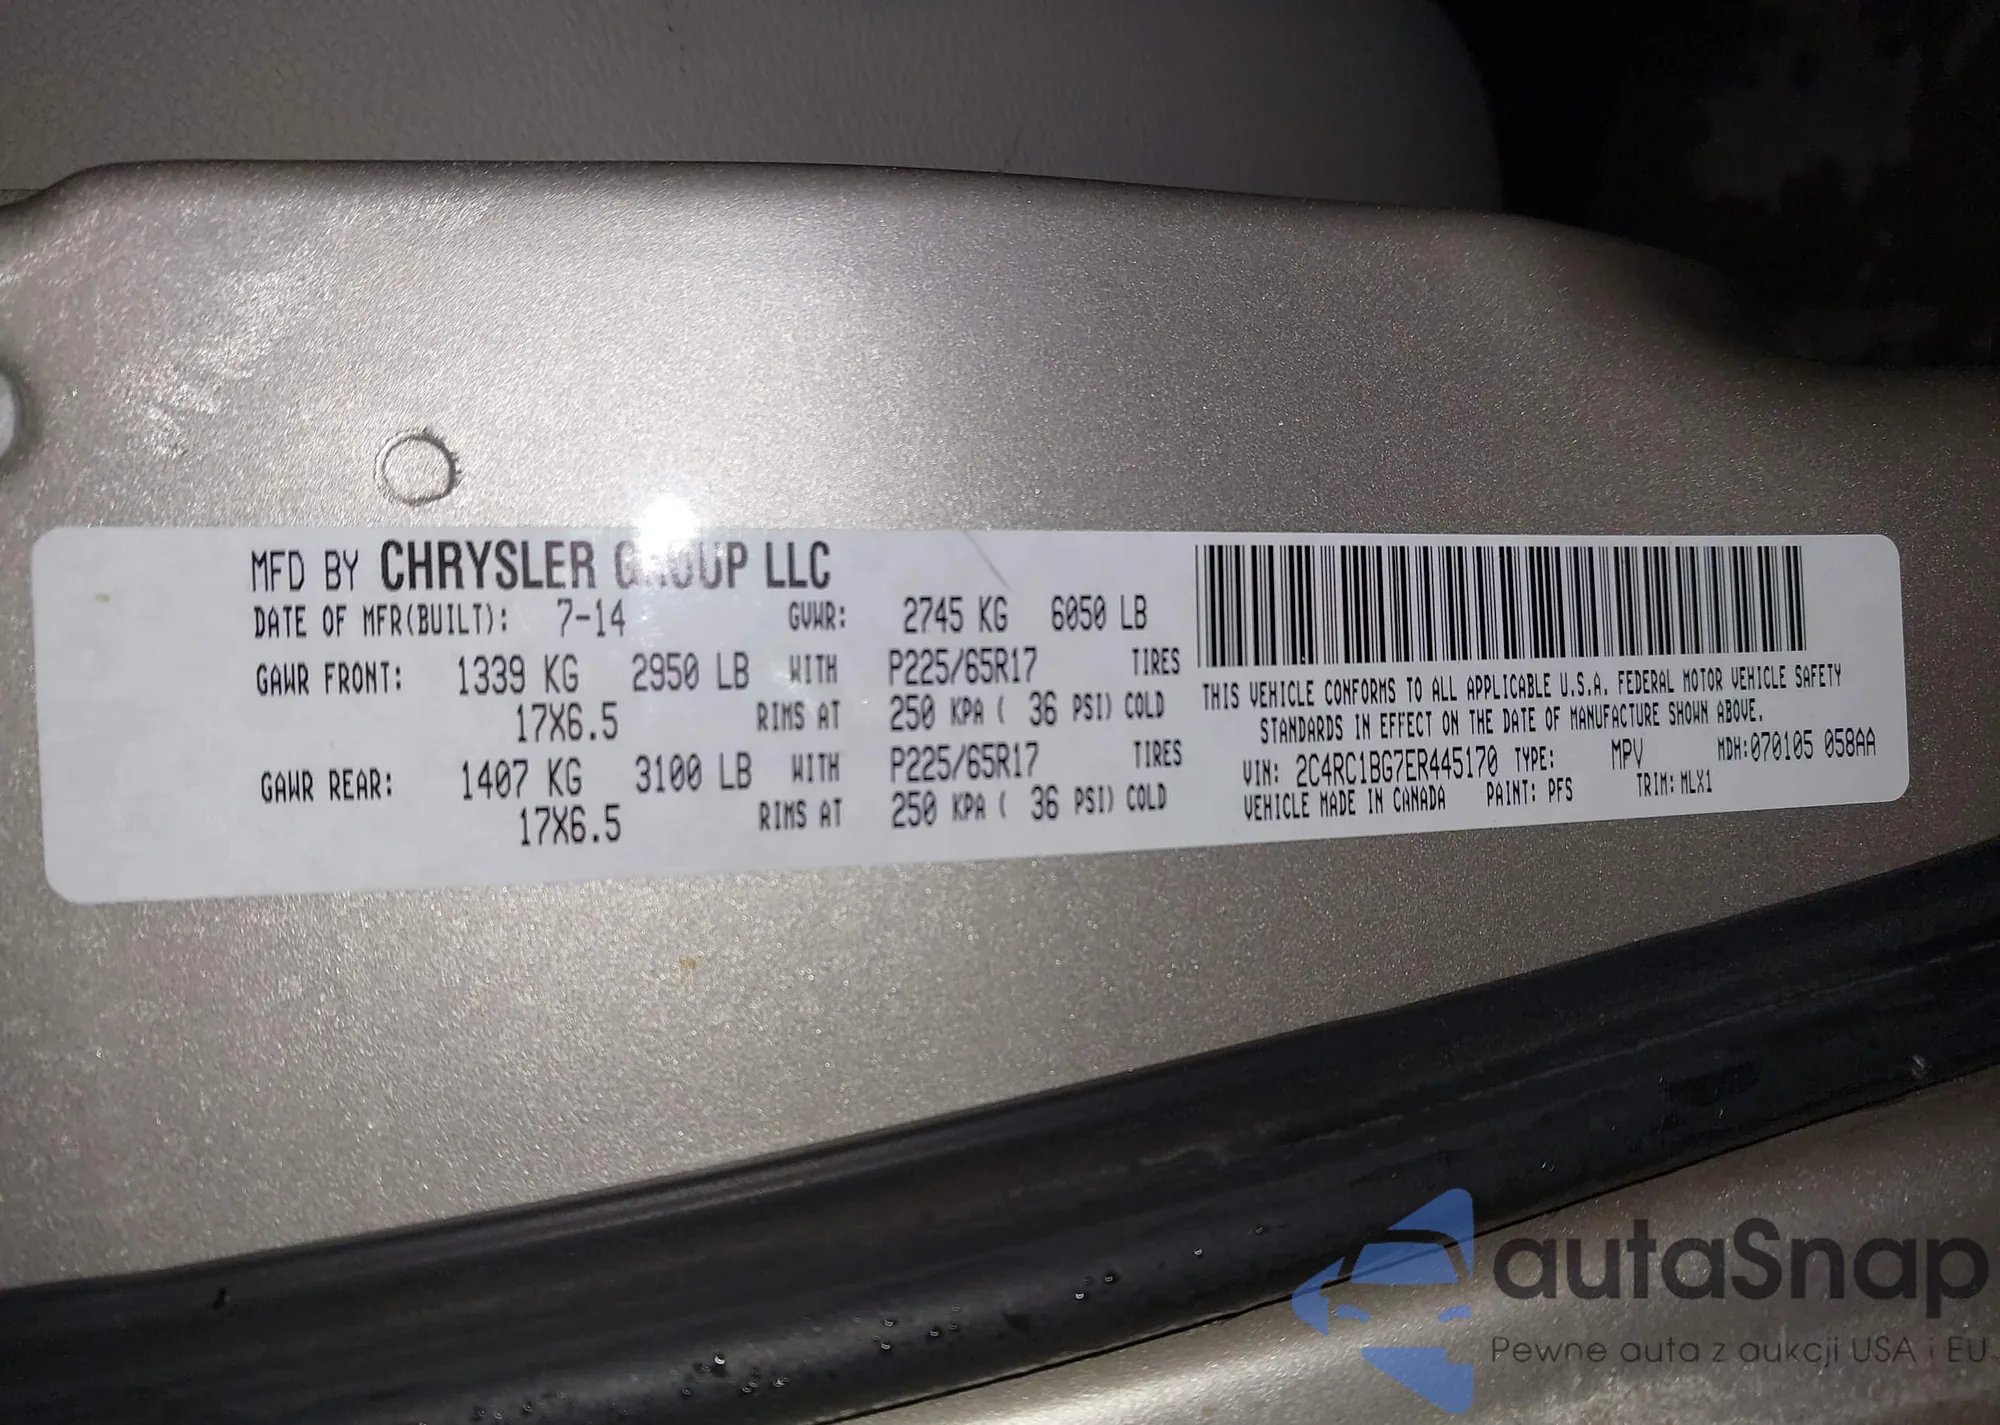 MFD BY CHRYSLER GROUP LLC
DATE OF MFR(BUILT): 7-14 GVWR: 2745 KG 6050 LB
GAWR FRONT: 1339 KG 2950 LB WITH P225/65R17 TIRES
17X6.5 RIMS AT 250 KPA ( 36 PSI) COLD
GAWR REAR: 1407 KG 3100 LB WITH P225/65R17 TIRES
17X6.5 RIMS AT 250 KPA ( 36 PSI) COLD
THIS VEHICLE CONFORMS TO ALL APPLICABLE U.S.A. FEDERAL MOTOR VEHICLE SAFETY
STANDARDS IN EFFECT ON THE DATE OF MANUFACTURE SHOWN ABOVE.
VIN: 2C4RC1BG7ER445170 TYPE: MPV MDH:070105 058AA
VEHICLE MADE IN CANADA PAINT: PFS TRIM: MLX1
autaSnap
Pewne auta z aukcji USA i EU